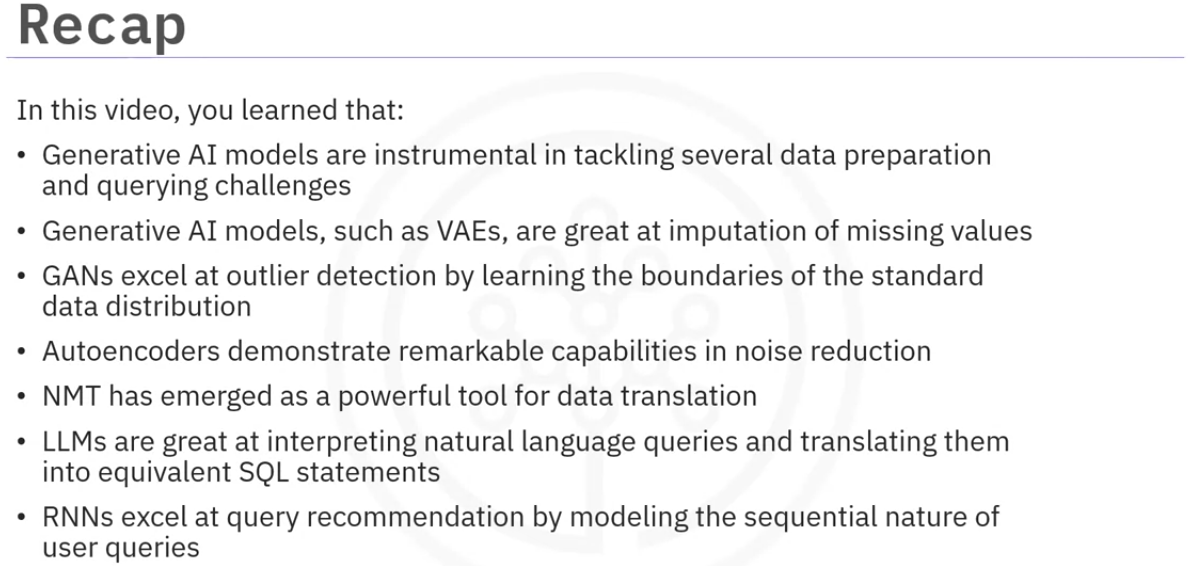 Recap
In this video, you learned that:
• Generative AI models are instrumental in tackling several data preparation
and querying challenges
• Generative AI models, such as VAEs, are great at imputation of missing values
• GANs excel at outlier detection by learning the boundaries of the standard
data distribution
• Autoencoders demonstrate remarkable capabilities in noise reduction
• NMT has emerged as a powerful tool for data translation
• LLMs are great at interpreting natural language queries and translating them
into equivalent SQL statements
• RNNs excel at query recommendation by modeling the sequential nature of
user queries